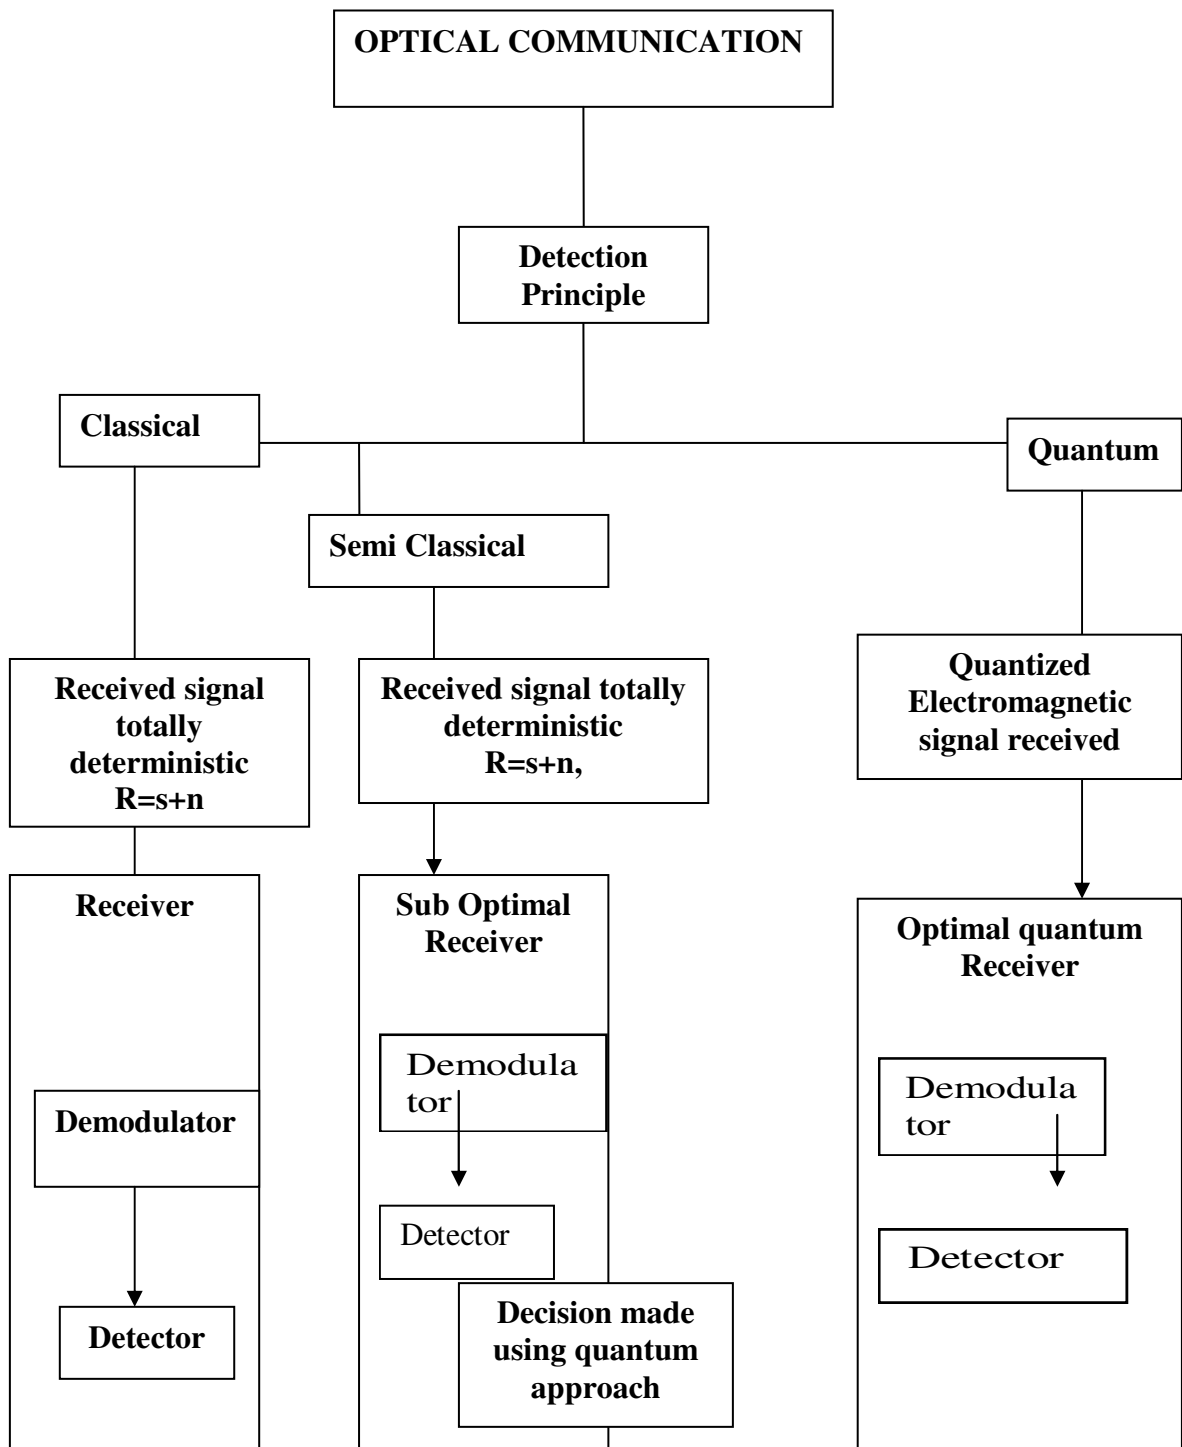 OPTICAL COMMUNICATION
Detection
Principle
Classical
Quantum
Semi Classical
Received signal
totally
deterministic
R=s+n
Received signal totally
deterministic
R=s+n,
Quantized
Electromagnetic
signal received
Receiver
Demodulator
Detector
Sub Optimal
Receiver
Demodula
tor
Detector
Decision made
using quantum
approach
Optimal quantum
Receiver
Demodula
tor
Detector